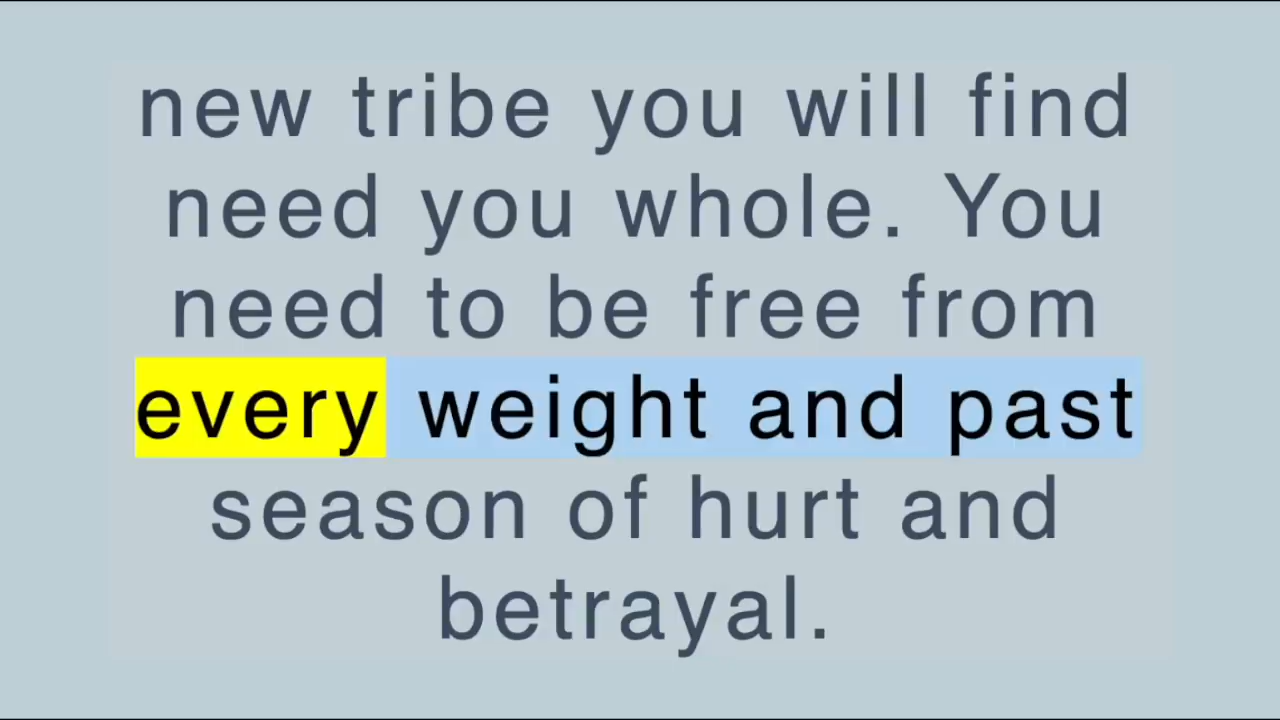 new tribe you will find
need you whole. You
need to be free from
every weight and past
season of hurt and
betrayal.